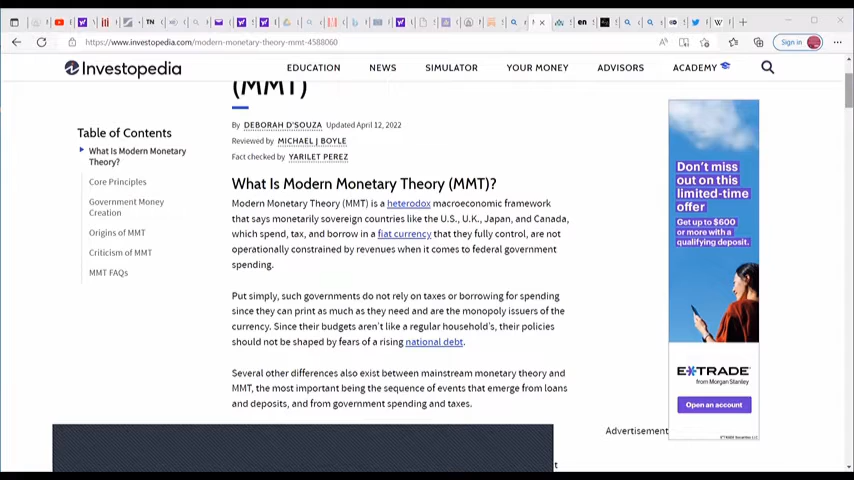 TN
en
https://www.investopedia.com/modern-monetary-theory-mmt-4588060
Sign in
Investopedia
EDUCATION
NEWS
SIMULATOR
YOUR MONEY
ADVISORS
ACADEMY
(MMT)
By DEBORAH D'SOUZA Updated April 12, 2022
Reviewed by MICHAEL J BOYLE
Fact checked by YARILET PEREZ
Table of Contents
What Is Modern Monetary
Theory?
Core Principles
Government Money
Creation
Origins of MMT
Criticism of MMT
MMT FAQs
What Is Modern Monetary Theory (MMT)?
Modern Monetary Theory (MMT) is a heterodox macroeconomic framework
that says monetarily sovereign countries like the U.S., U.K., Japan, and Canada,
which spend, tax, and borrow in a fiat currency that they fully control, are not
operationally constrained by revenues when it comes to federal government
spending.
Put simply, such governments do not rely on taxes or borrowing for spending
since they can print as much as they need and are the monopoly issuers of the
currency. Since their budgets aren't like a regular household's, their policies
should not be shaped by fears of a rising national debt.
Several other differences also exist between mainstream monetary theory and
MMT, the most important being the sequence of events that emerge from loans
and deposits, and from government spending and taxes.
Don't miss
out on this
limited-time
offer
Get up to $600
or more with a
qualifying deposit.
E*TRADE
from Morgan Stanley
Open an account
Advertisement